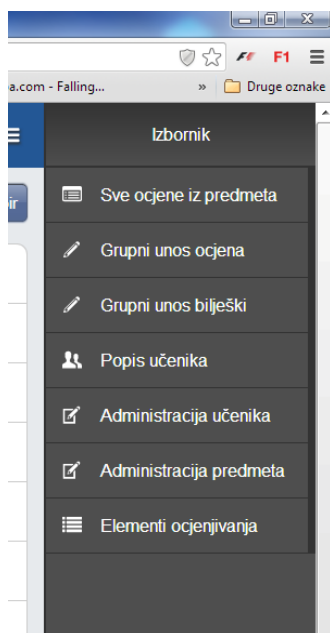 F1
a.com - Falling...
»
Druge oznake
Izbornik
ir
Sve ocjene iz predmeta
Grupni unos ocjena
Grupni unos bilješki
Popis učenika
Administracija učenika
Administracija predmeta
Elementi ocjenjivanja